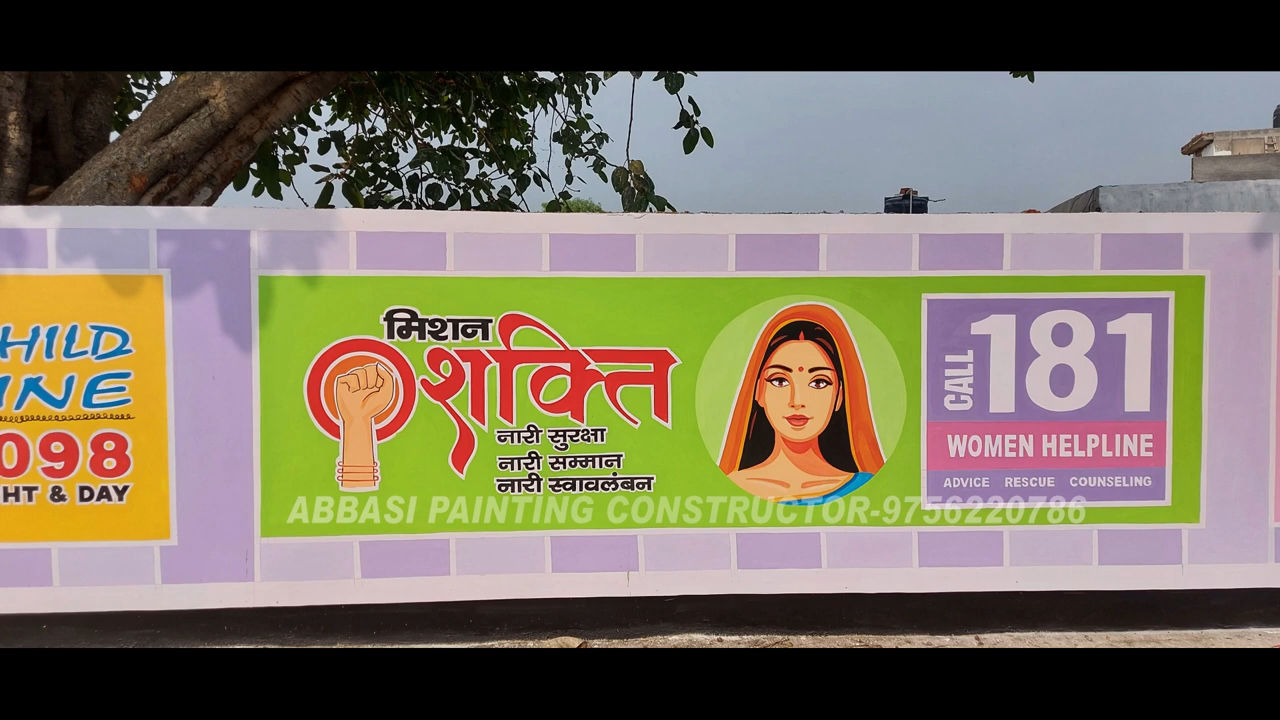 HILD
INE
098
HT & DAY
मिशन
शक्ति
नारी सुरक्षा
नारी सम्मान
नारी स्वावलंबन
CALL 181
WOMEN HELPLINE
ADVICE RESCUE COUNSELING
ABBASI PAINTING CONSTRUCTOR-9756220786